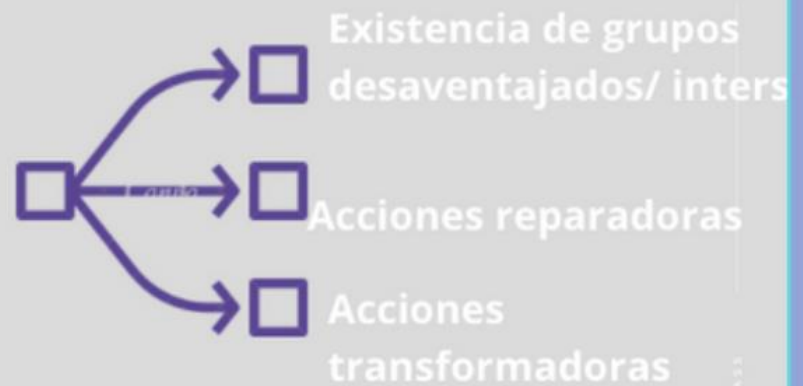 Existencia de grupos
desaventajados/ inters
Acciones reparadoras
Acciones
transformadoras